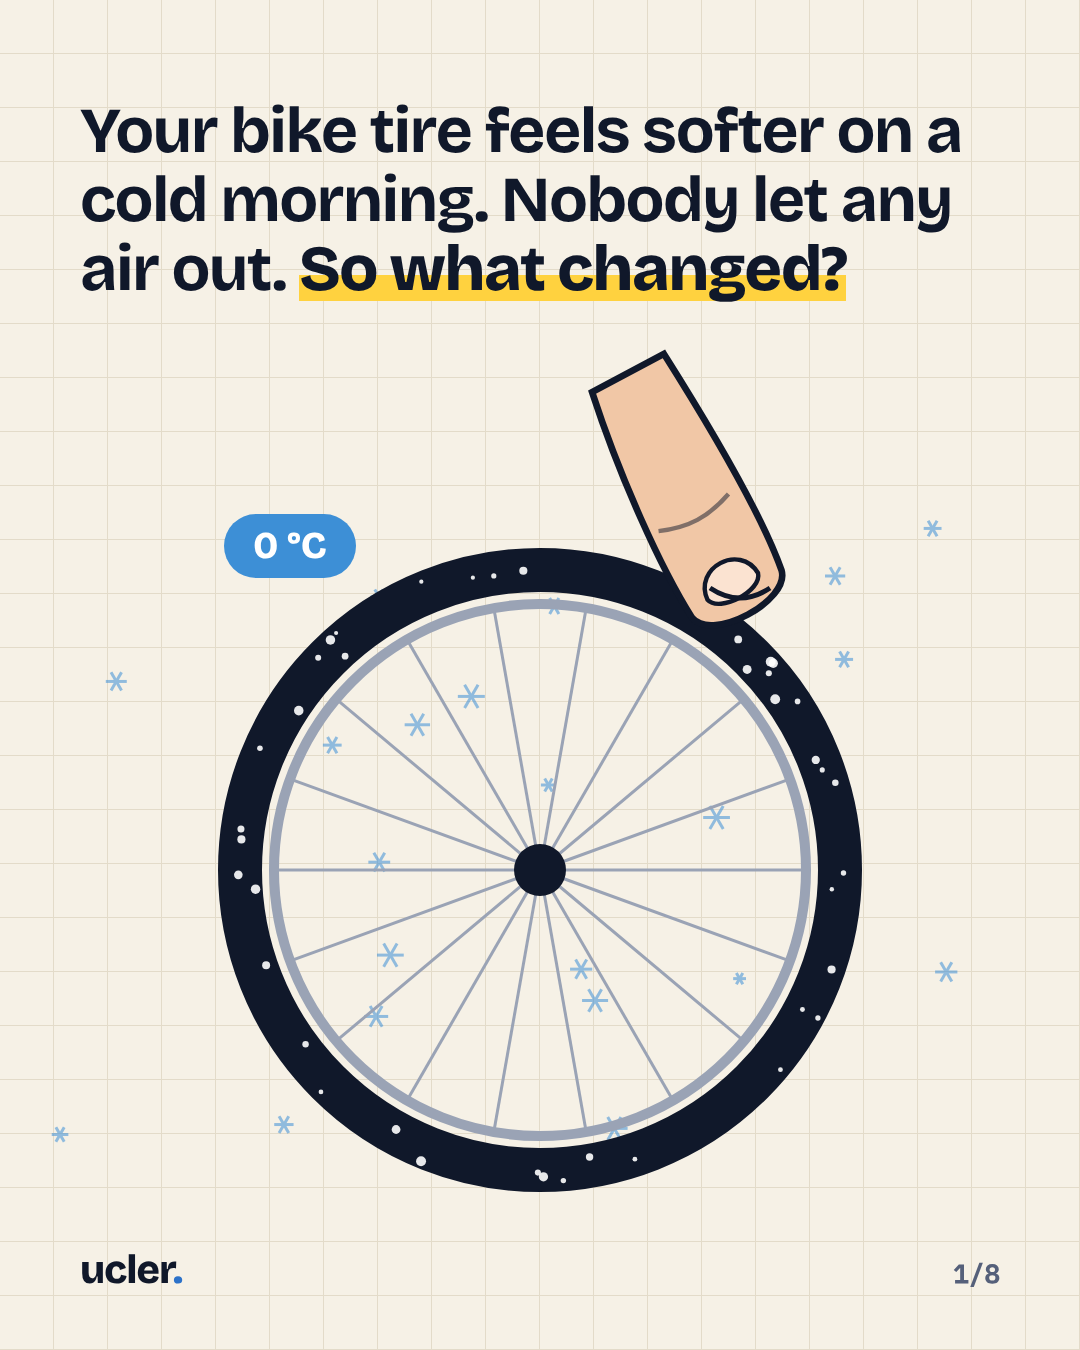 Your bike tire feels softer on a
cold morning. Nobody let any
air out. So what changed?
0 °C
ucler.
1/8